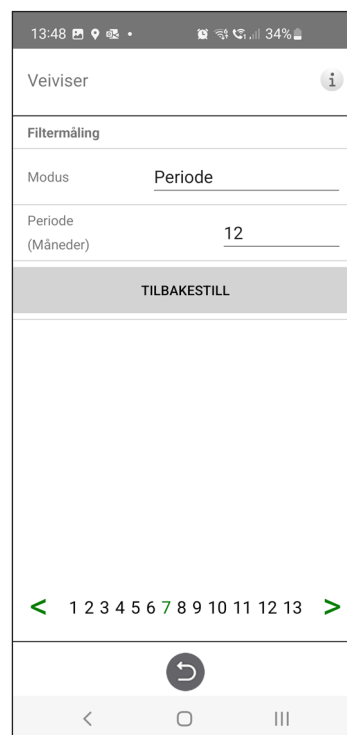 13:48 34%
Veiviser i
Filtermåling
Modus Periode
Periode
(Måneder) 12
TILBAKESTILL
< 1 2 3 4 5 6 7 8 9 10 11 12 13 >